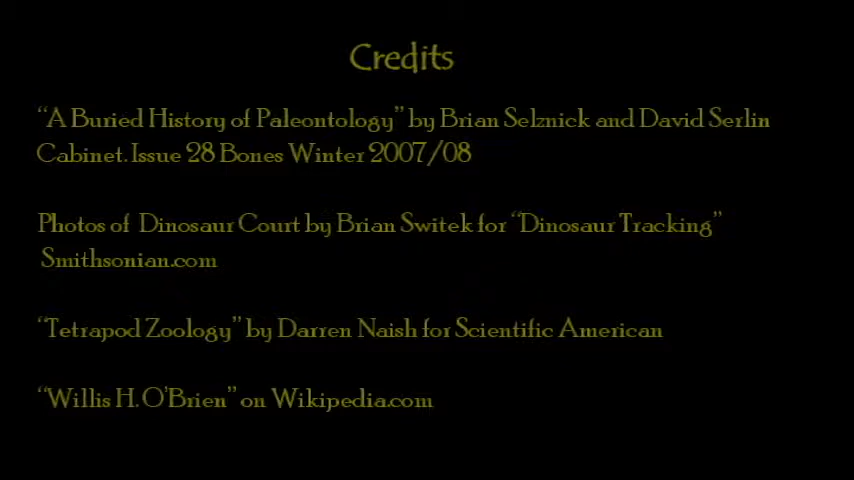 Credits
“A Buried History of Paleontology” by Brian Selznick and David Serlin
Cabinet. Issue 28 Bones Winter 2007/08
Photos of Dinosaur Court by Brian Switek for “Dinosaur Tracking”
Smithsonian.com
“Tetrapod Zoology” by Darren Naish for Scientific American
“Willis H. O’Brien” on Wikipedia.com